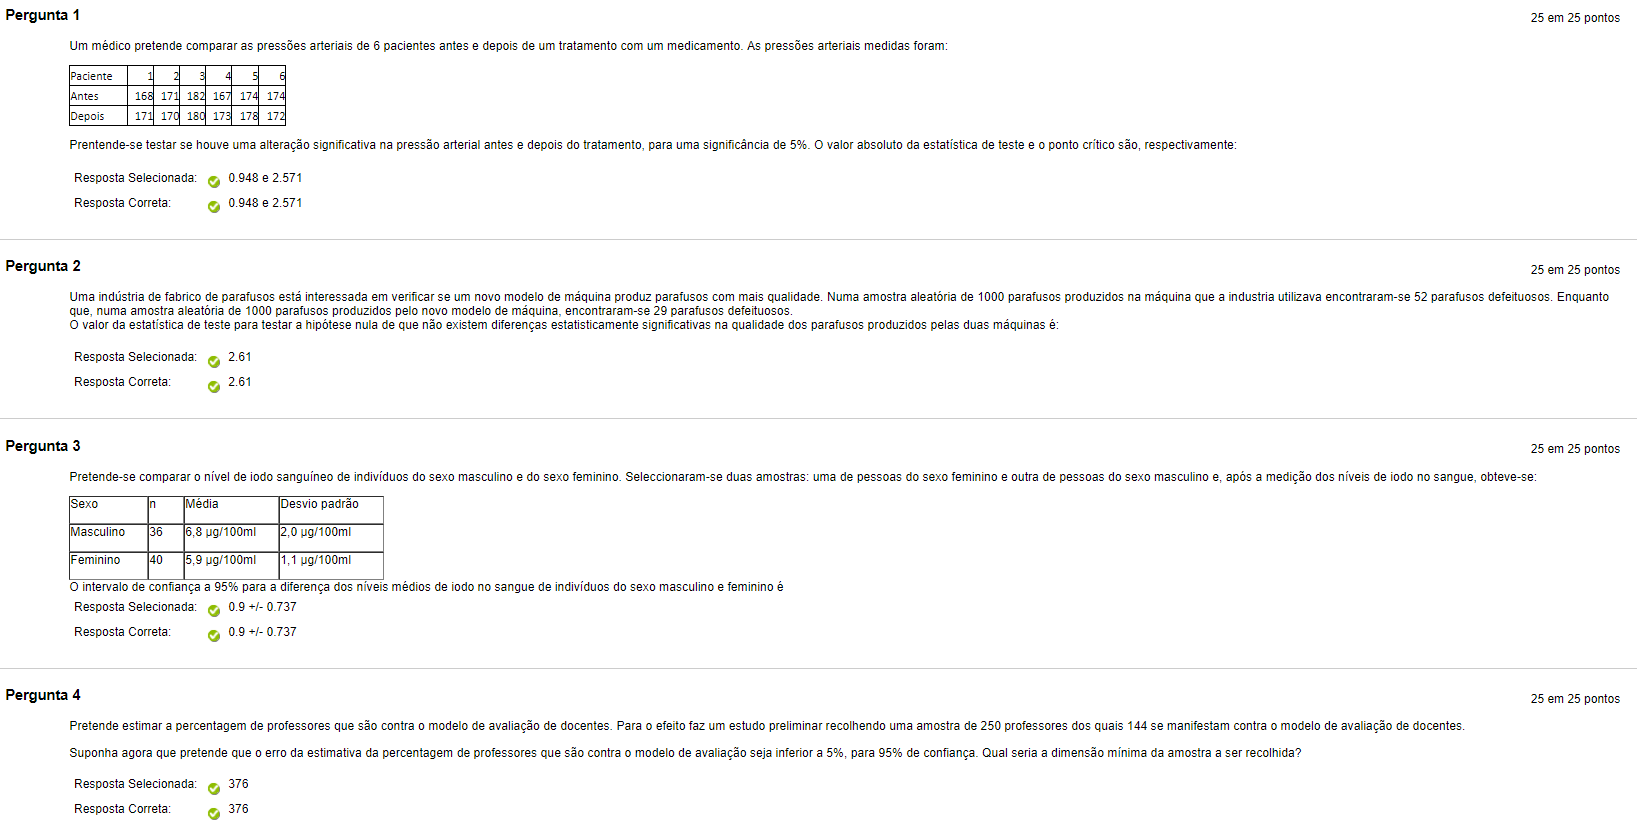 Pergunta 1
25 em 25 pontos
Um médico pretende comparar as pressões arteriais de 6 pacientes antes e depois de um tratamento com um medicamento. As pressões arteriais medidas foram:
Paciente 1 2 3 4 5 6
Antes 168 171 182 167 174 174
Depois 171 170 180 173 178 172
Prentende-se testar se houve uma alteração significativa na pressão arterial antes e depois do tratamento, para uma significância de 5%. O valor absoluto da estatística de teste e o ponto crítico são, respectivamente:
Resposta Selecionada: 0.948 e 2.571
Resposta Correta: 0.948 e 2.571
Pergunta 2
25 em 25 pontos
Uma indústria de fabrico de parafusos está interessada em verificar se um novo modelo de máquina produz parafusos com mais qualidade. Numa amostra aleatória de 1000 parafusos produzidos na máquina que a industria utilizava encontraram-se 52 parafusos defeituosos. Enquanto
que, numa amostra aleatória de 1000 parafusos produzidos pelo novo modelo de máquina, encontraram-se 29 parafusos defeituosos.
O valor da estatística de teste para testar a hipótese nula de que não existem diferenças estatisticamente significativas na qualidade dos parafusos produzidos pelas duas máquinas é:
Resposta Selecionada: 2.61
Resposta Correta: 2.61
Pergunta 3
25 em 25 pontos
Pretende-se comparar o nível de iodo sanguíneo de indivíduos do sexo masculino e do sexo feminino. Seleccionaram-se duas amostras: uma de pessoas do sexo feminino e outra de pessoas do sexo masculino e, após a medição dos níveis de iodo no sangue, obteve-se:
Sexo n Média Desvio padrão
Masculino 36 6,8 µg/100ml 2,0 µg/100ml
Feminino 40 5,9 µg/100ml 1,1 µg/100ml
O intervalo de confiança a 95% para a diferença dos níveis médios de iodo no sangue de indivíduos do sexo masculino e feminino é
Resposta Selecionada: 0.9 +/- 0.737
Resposta Correta: 0.9 +/- 0.737
Pergunta 4
25 em 25 pontos
Pretende estimar a percentagem de professores que são contra o modelo de avaliação de docentes. Para o efeito faz um estudo preliminar recolhendo uma amostra de 250 professores dos quais 144 se manifestam contra o modelo de avaliação de docentes.
Suponha agora que pretende que o erro da estimativa da percentagem de professores que são contra o modelo de avaliação seja inferior a 5%, para 95% de confiança. Qual seria a dimensão mínima da amostra a ser recolhida?
Resposta Selecionada: 376
Resposta Correta: 376